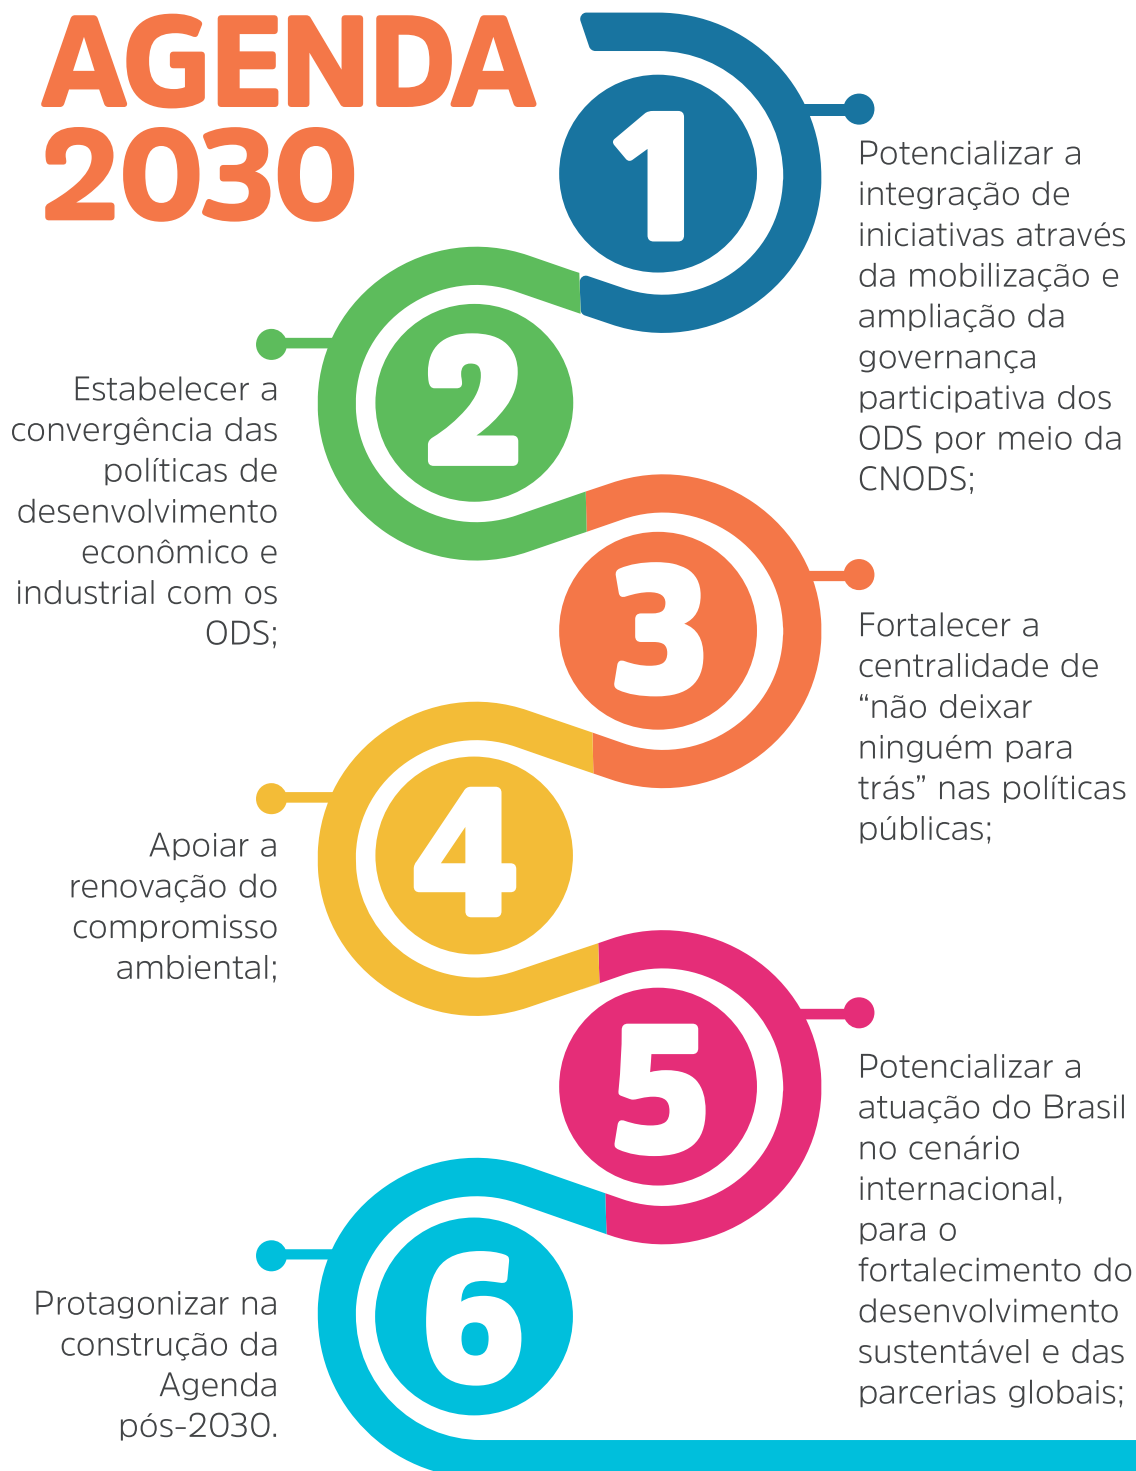 AGENDA
2030
1
Potencializar a
integração de
iniciativas através
da mobilização e
ampliação da
governança
participativa dos
ODS por meio da
CNODS;
2
Estabelecer a
convergência das
políticas de
desenvolvimento
econômico e
industrial com os
ODS;
3
Fortalecer a
centralidade de
“não deixar
ninguém para
trás” nas políticas
públicas;
4
Apoiar a
renovação do
compromisso
ambiental;
5
Potencializar a
atuação do Brasil
no cenário
internacional,
para o
fortalecimento do
desenvolvimento
sustentável e das
parcerias globais;
6
Protagonizar na
construção da
Agenda
pós-2030.